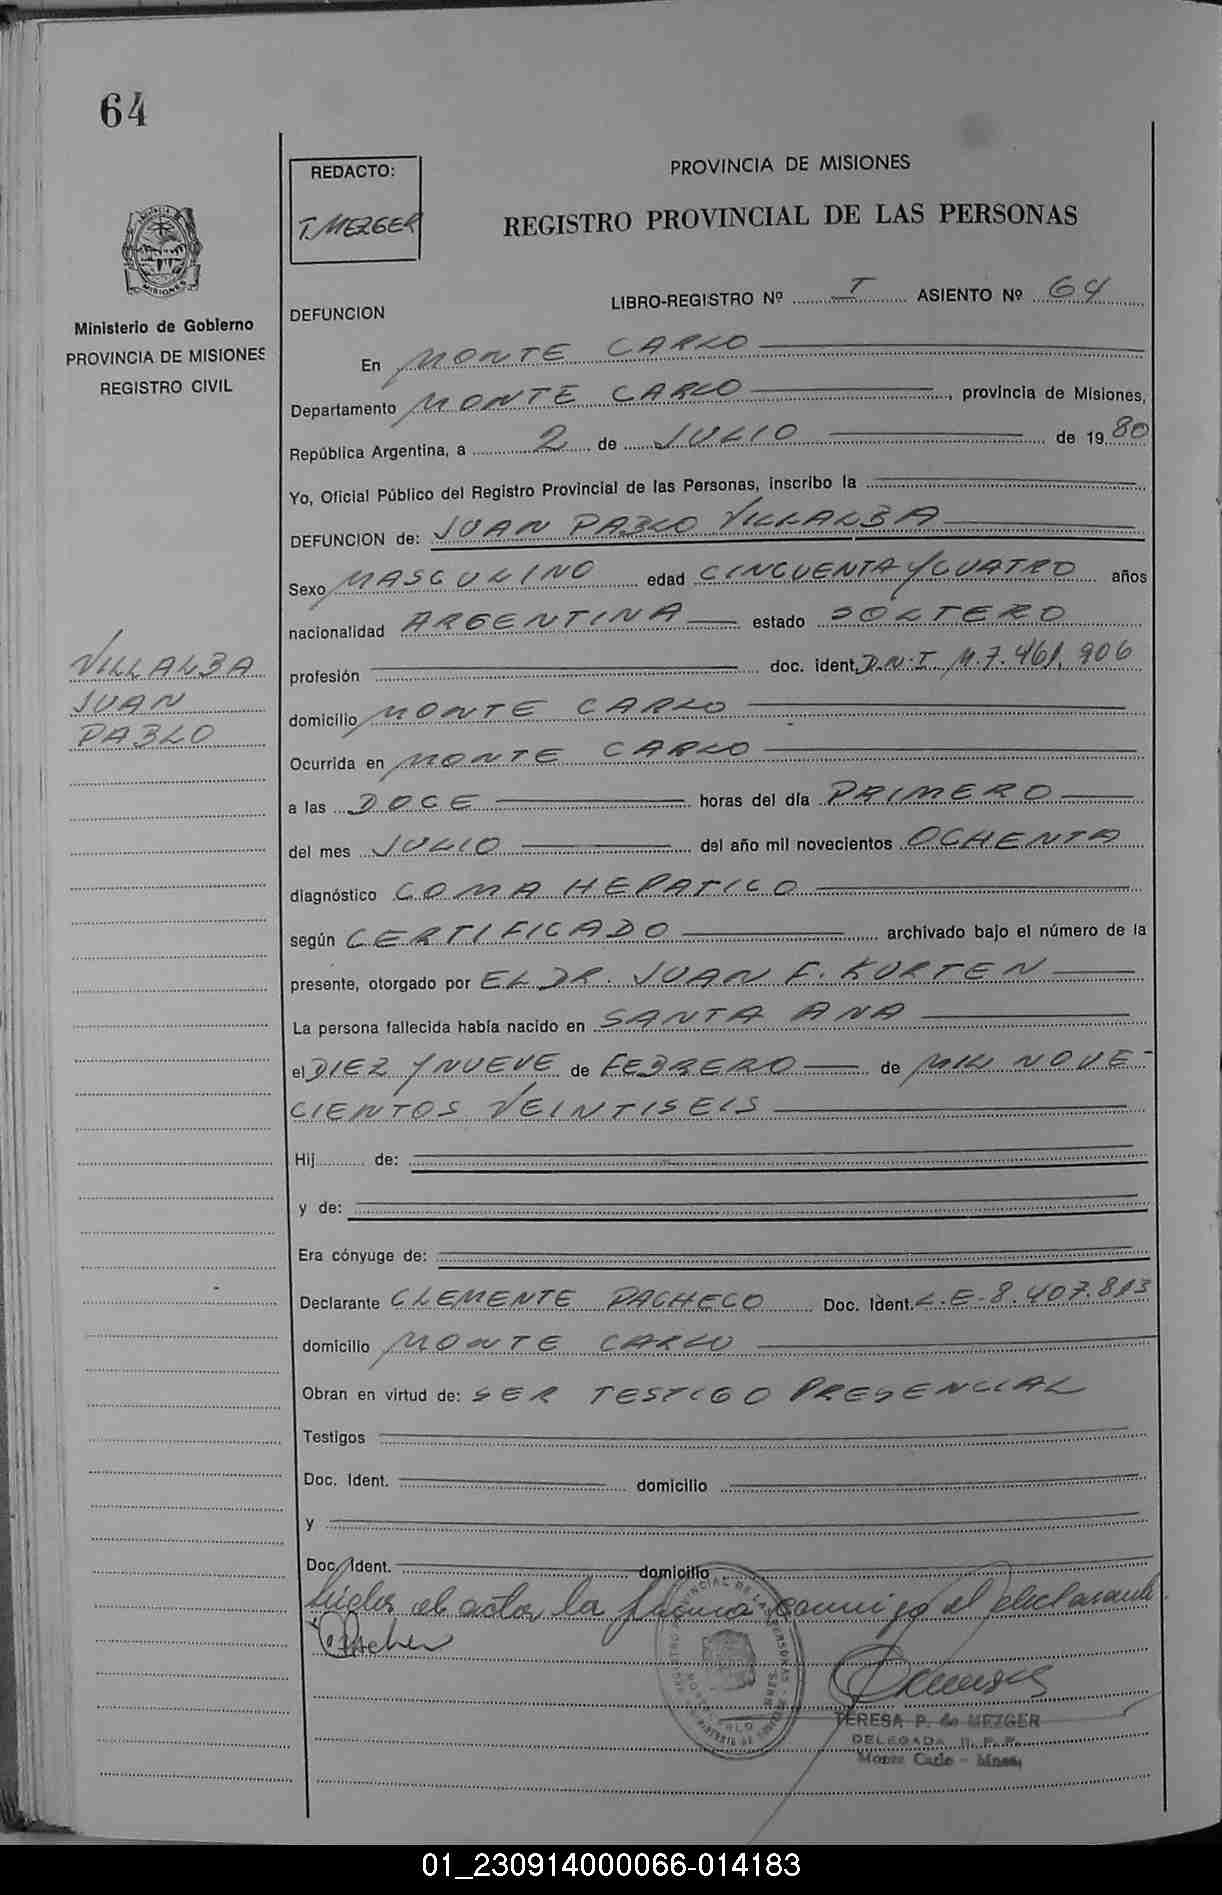 64
REDACTO:
T. MEZGER
PROVINCIA DE MISIONES
REGISTRO PROVINCIAL DE LAS PERSONAS
MISIONES
Ministerio de Gobierno
PROVINCIA DE MISIONES
REGISTRO CIVIL
DEFUNCION
LIBRO-REGISTRO Nº I ASIENTO Nº 64
En MONTE CARLO
Departamento MONTE CARLO, provincia de Misiones,
República Argentina, a 2 de JULIO de 1980
Yo, Oficial Público del Registro Provincial de las Personas, inscribo la
DEFUNCION de: JUAN PABLO VILLALBA
Sexo MASCULINO edad CINCUENTA Y CUATRO años
nacionalidad ARGENTINA estado SOLTERO
VILLALBA
JUAN
PABLO
profesión doc. ident. D.N.I. M.7.461.906
domicilio MONTE CARLO
Ocurrida en MONTE CARLO
a las DOCE horas del día PRIMERO
del mes JULIO del año mil novecientos OCHENTA
diagnóstico COMA HEPATICO
según CERTIFICADO archivado bajo el número de la
presente, otorgado por EL DR. JUAN F. KURTEN
La persona fallecida había nacido en SANTA ANA
el DIEZ Y NUEVE de FEBRERO de MIL NOVE-
CIENTOS VEINTISEIS
Hij de:
y de:
Era cónyuge de:
Declarante CLEMENTE PACHECO Doc. Ident. L.E-8.407.813
domicilio MONTE CARLO
Obran en virtud de: SER TESTIGO PRESENCIAL
Testigos
Doc. Ident. domicilio
y
Doc. Ident. domicilio
el acta, la firma conmigo el declarante.
TERESA P. de MEZGER
DELEGADA R. P. P.
Monte Carlo - Mnes.
01_230914000066-014183